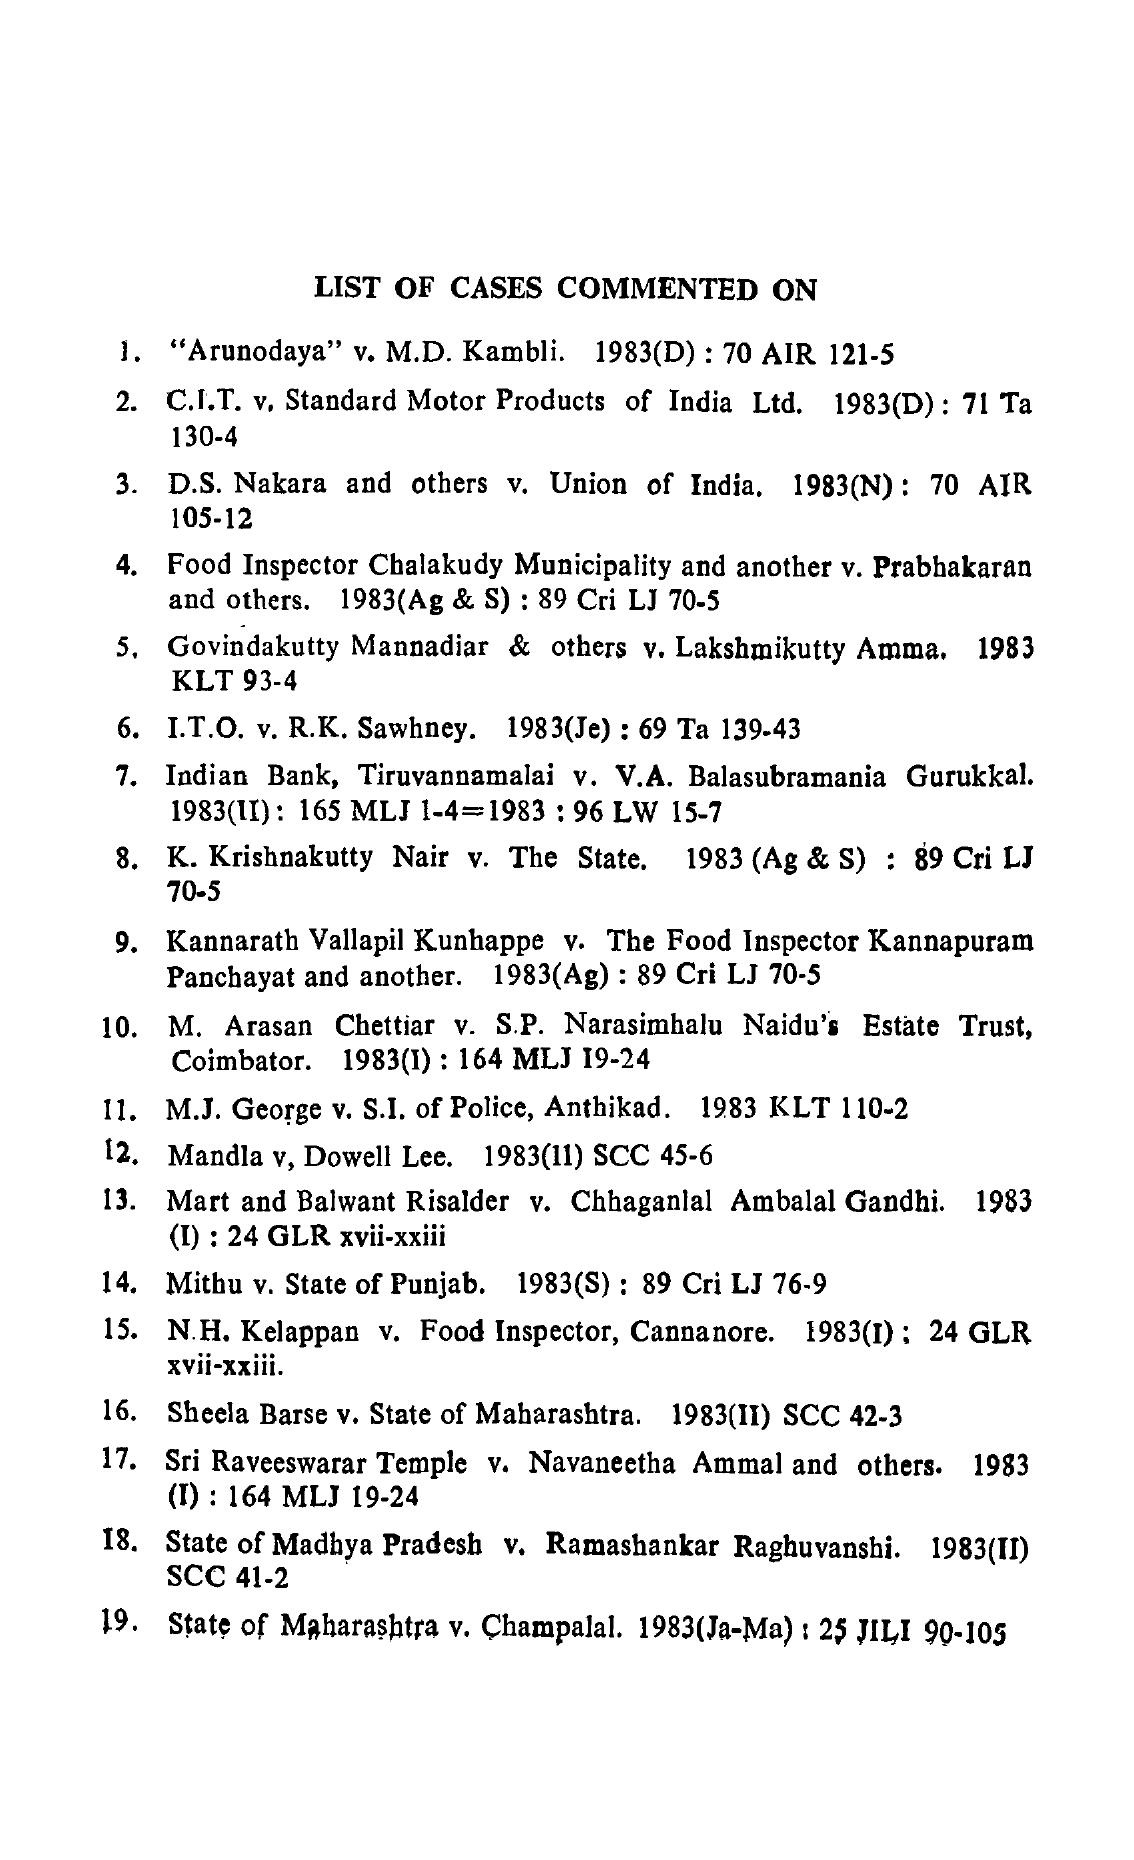 LIST OF CASES COMMENTED ON
1. “Arunodaya” v. M.D. Kambli. 1983(D) : 70 AIR 121-5
2. C.I.T. v. Standard Motor Products of India Ltd. 1983(D) : 71 Ta
130-4
3. D.S. Nakara and others v. Union of India. 1983(N) : 70 AIR
105-12
4. Food Inspector Chalakudy Municipality and another v. Prabhakaran
and others. 1983(Ag & S) : 89 Cri LJ 70-5
5. Govindakutty Mannadiar & others v. Lakshmikutty Amma. 1983
KLT 93-4
6. I.T.O. v. R.K. Sawhney. 1983(Je) : 69 Ta 139-43
7. Indian Bank, Tiruvannamalai v. V.A. Balasubramania Gurukkal.
1983(II) : 165 MLJ 1-4=1983 : 96 LW 15-7
8. K. Krishnakutty Nair v. The State. 1983 (Ag & S) : 89 Cri LJ
70-5
9. Kannarath Vallapil Kunhappe v. The Food Inspector Kannapuram
Panchayat and another. 1983(Ag) : 89 Cri LJ 70-5
10. M. Arasan Chettiar v. S.P. Narasimhalu Naidu’s Estate Trust,
Coimbator. 1983(I) : 164 MLJ 19-24
11. M.J. George v. S.I. of Police, Anthikad. 1983 KLT 110-2
12. Mandla v, Dowell Lee. 1983(11) SCC 45-6
13. Mart and Balwant Risalder v. Chhaganlal Ambalal Gandhi. 1983
(I) : 24 GLR xvii-xxiii
14. Mithu v. State of Punjab. 1983(S) : 89 Cri LJ 76-9
15. N.H. Kelappan v. Food Inspector, Cannanore. 1983(I) ; 24 GLR
xvii-xxiii.
16. Sheela Barse v. State of Maharashtra. 1983(II) SCC 42-3
17. Sri Raveeswarar Temple v. Navaneetha Ammal and others. 1983
(I) : 164 MLJ 19-24
18. State of Madhya Pradesh v. Ramashankar Raghuvanshi. 1983(II)
SCC 41-2
19. State of Maharashtra v. Champalal. 1983(Ja-Ma) : 25 JILI 90-105